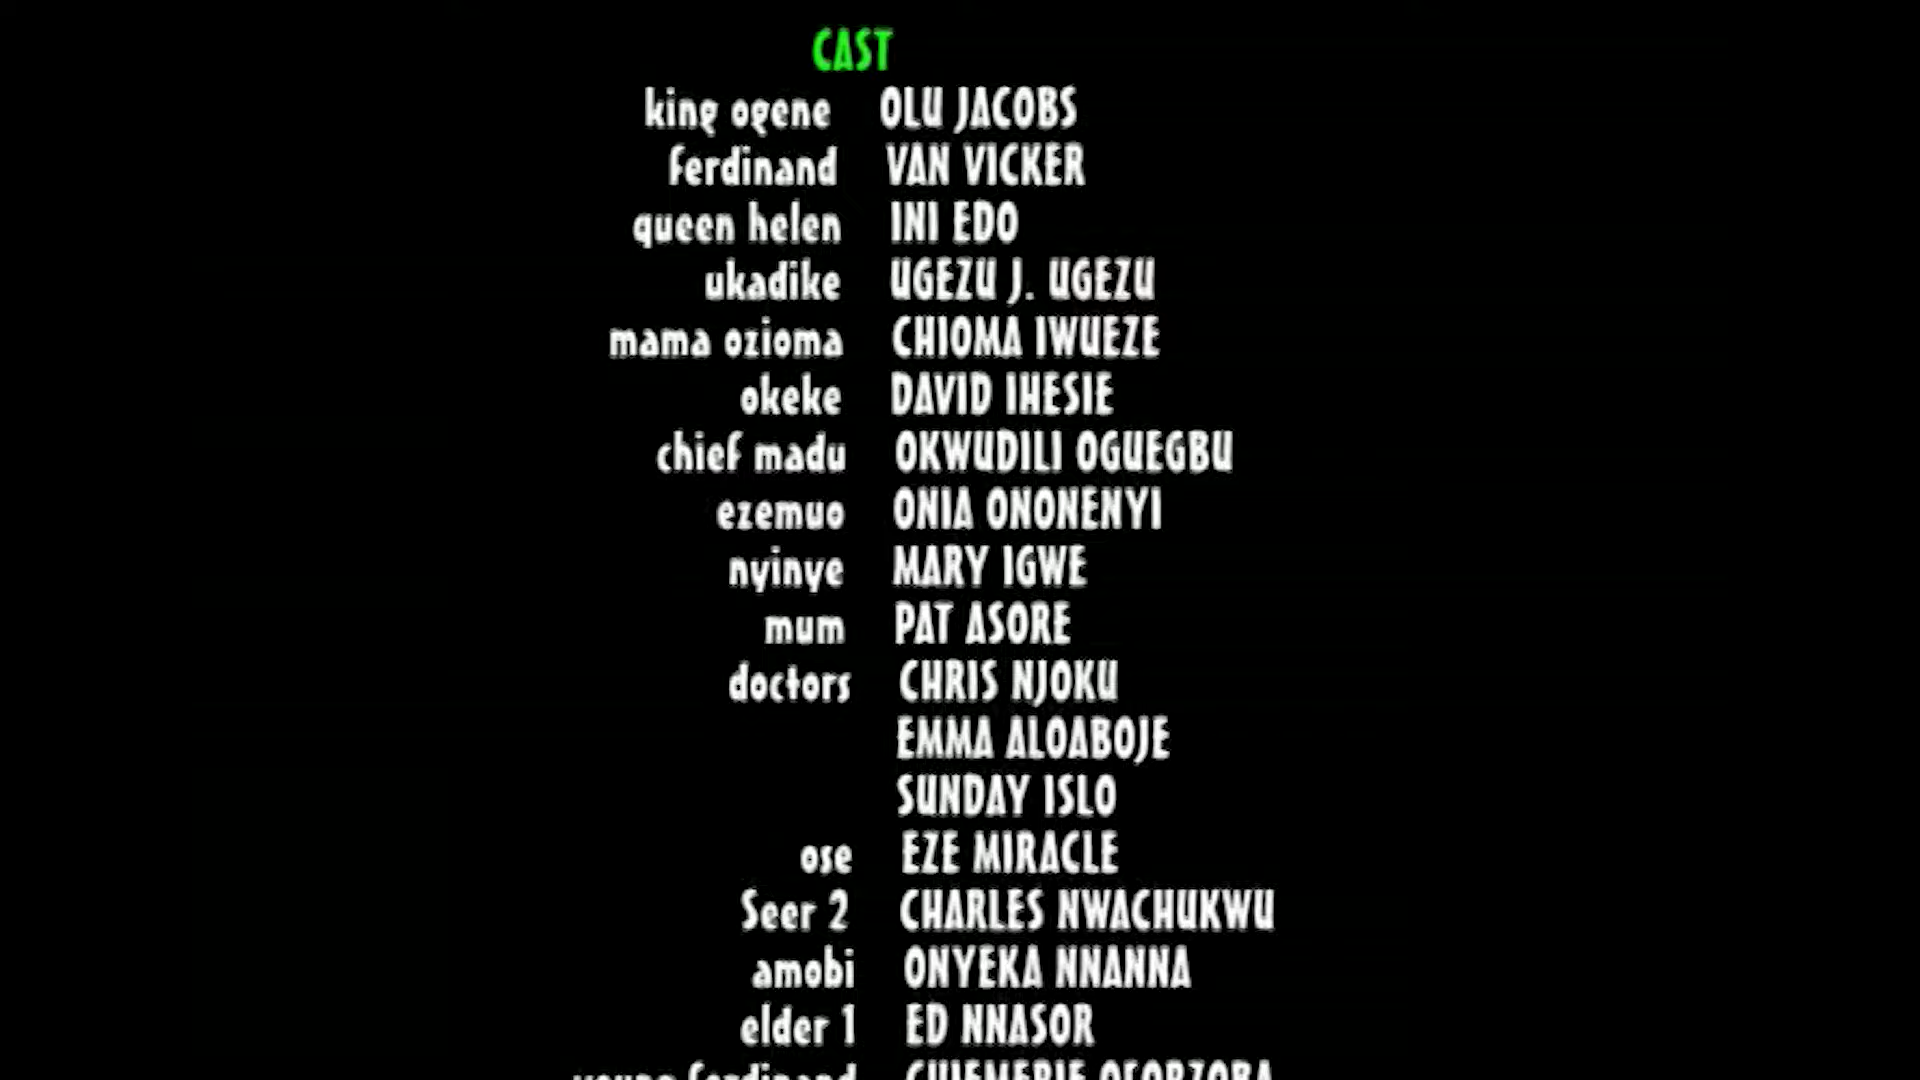 CAST
king ogene OLU JACOBS
ferdinand VAN VICKER
queen helen INI EDO
ukadike UGEZU J. UGEZU
mama ozioma CHIOMA IWUEZE
okeke DAVID IHESIE
chief madu OKWUDILI OGUEGBU
ezemuo ONIA ONONENYI
nyinye MARY IGWE
mum PAT ASORE
doctors CHRIS NJOKU
EMMA ALOABOJE
SUNDAY ISLO
ose EZE MIRACLE
Seer 2 CHARLES NWACHUKWU
amobi ONYEKA NNANNA
elder 1 ED NNASOR
young ferdinand